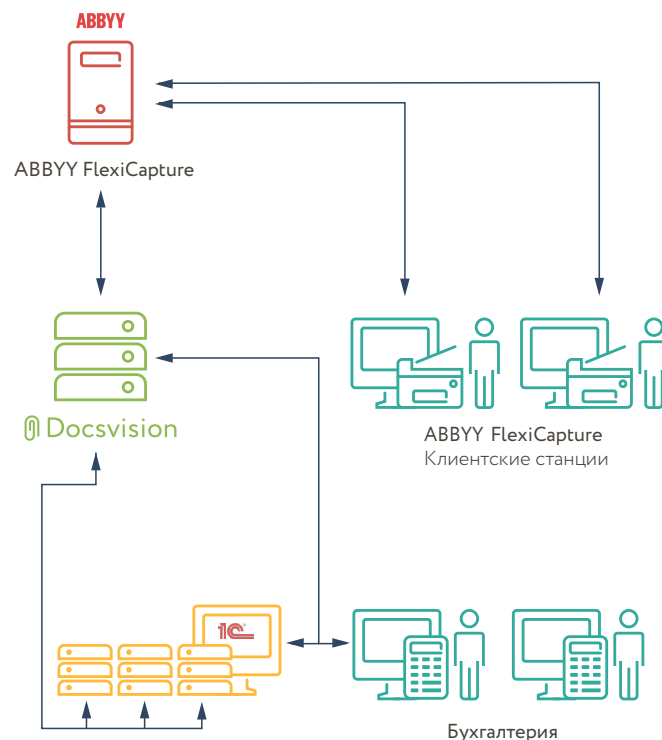 ABBYY
ABBYY FlexiCapture
Docsvision
ABBYY FlexiCapture
Клиентские станции
1С
Бухгалтерия